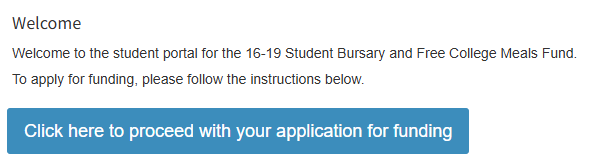 Welcome
Welcome to the student portal for the 16-19 Student Bursary and Free College Meals Fund.
To apply for funding, please follow the instructions below.
Click here to proceed with your application for funding